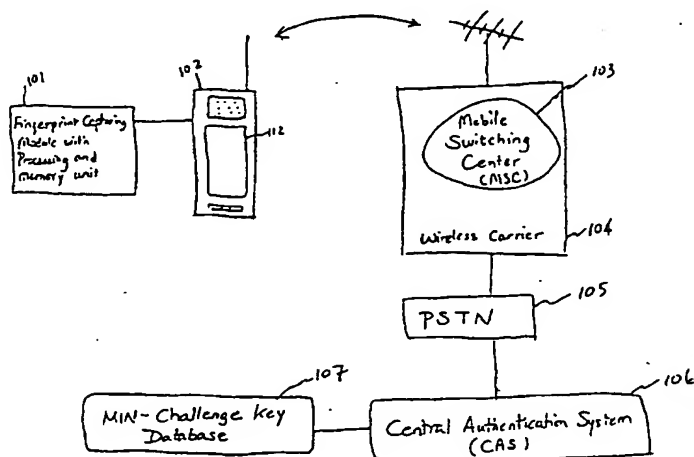 101
Fingerprint Capturing
Module with
Processing and
memory unit
102
112
103
Mobile
Switching
Center
(MSC)
Wireless Carrier
104
PSTN
105
107
MIN-Challenge Key
Database
106
Central Authentication System
(CAS)